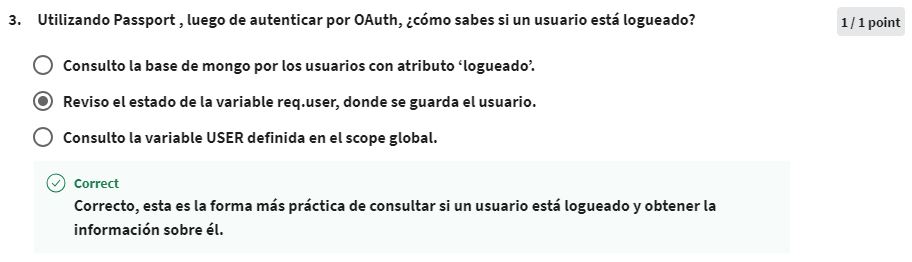 3. Utilizando Passport , luego de autenticar por OAuth, ¿cómo sabes si un usuario está logueado?
1 / 1 point
Consulto la base de mongo por los usuarios con atributo ‘logueado’.
Reviso el estado de la variable req.user, donde se guarda el usuario.
Consulto la variable USER definida en el scope global.
Correct
Correcto, esta es la forma más práctica de consultar si un usuario está logueado y obtener la
información sobre él.